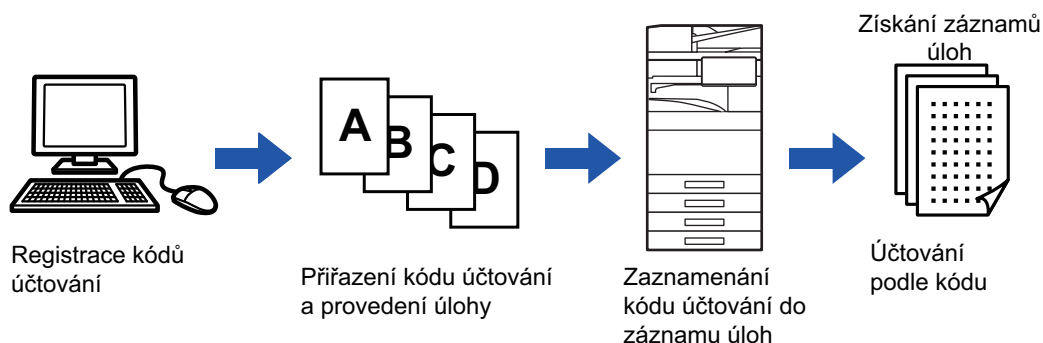 Získání záznamů
úloh
A
B
C
D
Registrace kódů
účtování
Přiřazení kódu účtování
a provedení úlohy
Zaznamenání
kódu účtování do
záznamu úloh
Účtování
podle kódu